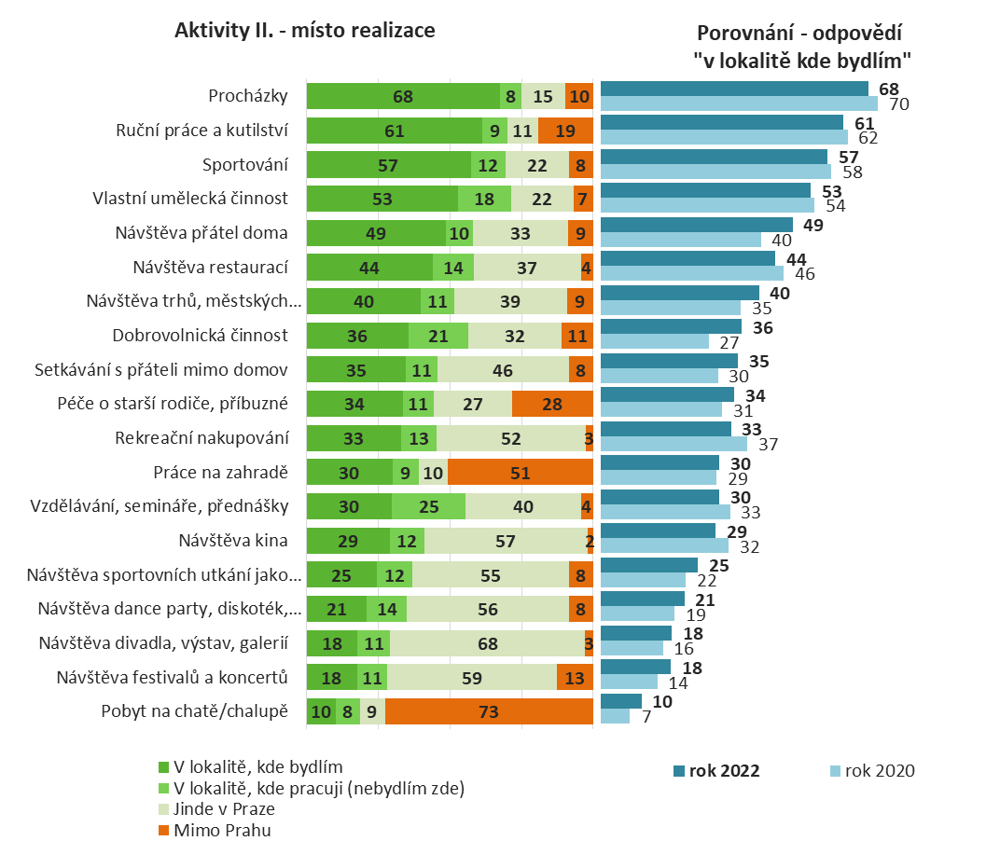 Aktivity II. - místo realizace
Porovnání - odpovědí
"v lokalitě kde bydlím"
Procházky 68 8 15 10 68 70
Ruční práce a kutilství 61 9 11 19 61 62
Sportování 57 12 22 8 57 58
Vlastní umělecká činnost 53 18 22 7 53 54
Návštěva přátel doma 49 10 33 9 49 40
Návštěva restaurací 44 14 37 4 44 46
Návštěva trhů, městských... 40 11 39 9 40 35
Dobrovolnická činnost 36 21 32 11 36 27
Setkávání s přáteli mimo domov 35 11 46 8 35 30
Péče o starší rodiče, příbuzné 34 11 27 28 34 31
Rekreační nakupování 33 13 52 3 33 37
Práce na zahradě 30 9 10 51 30 29
Vzdělávání, semináře, přednášky 30 25 40 4 30 33
Návštěva kina 29 12 57 2 29 32
Návštěva sportovních utkání jako... 25 12 55 8 25 22
Návštěva dance party, diskoték,... 21 14 56 8 21 19
Návštěva divadla, výstav, galerií 18 11 68 3 18 16
Návštěva festivalů a koncertů 18 11 59 13 18 14
Pobyt na chatě/chalupě 10 8 9 73 10 7
V lokalitě, kde bydlím
V lokalitě, kde pracuji (nebydlím zde)
Jinde v Praze
Mimo Prahu
rok 2022 rok 2020